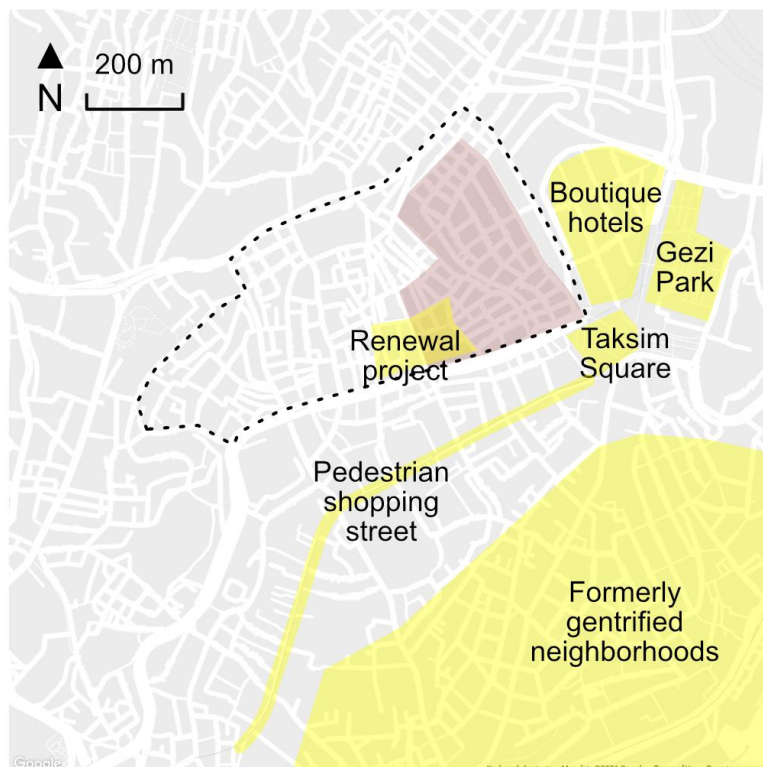 200 m
N
Boutique
hotels
Gezi
Park
Renewal
project
Taksim
Square
Pedestrian
shopping
street
Formerly
gentrified
neighborhoods
Google